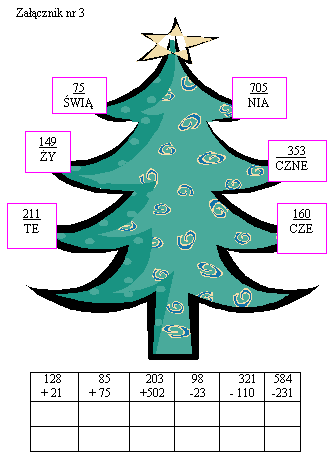 Załącznik nr 3
75
ŚWIĄ
705
NIA
149
ŻY
353
CZNE
211
TE
160
CZE
128 85 203 98 321 584
+ 21 + 75 +502 -23 - 110 -231